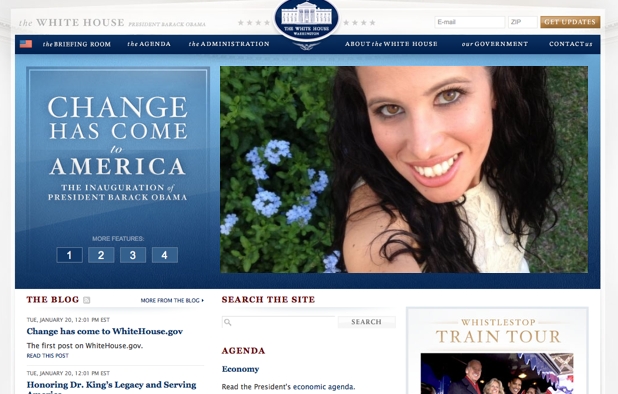 the WHITE HOUSE PRESIDENT BARACK OBAMA
THE WHITE HOUSE
WASHINGTON
E-mail
ZIP
GET UPDATES
the BRIEFING ROOM
the AGENDA
the ADMINISTRATION
ABOUT the WHITE HOUSE
our GOVERNMENT
CONTACT us
CHANGE
HAS COME
to
AMERICA
THE INAUGURATION of
PRESIDENT BARACK OBAMA
MORE FEATURES:
1 2 3 4
THE BLOG
MORE FROM THE BLOG
TUE, JANUARY 20, 12:01 PM EST
Change has come to WhiteHouse.gov
The first post on WhiteHouse.gov.
READ THIS POST
TUE, JANUARY 20, 12:01 PM EST
Honoring Dr. King's Legacy and Serving
SEARCH THE SITE
SEARCH
AGENDA
Economy
Read the President's economic agenda.
WHISTLESTOP
TRAIN TOUR